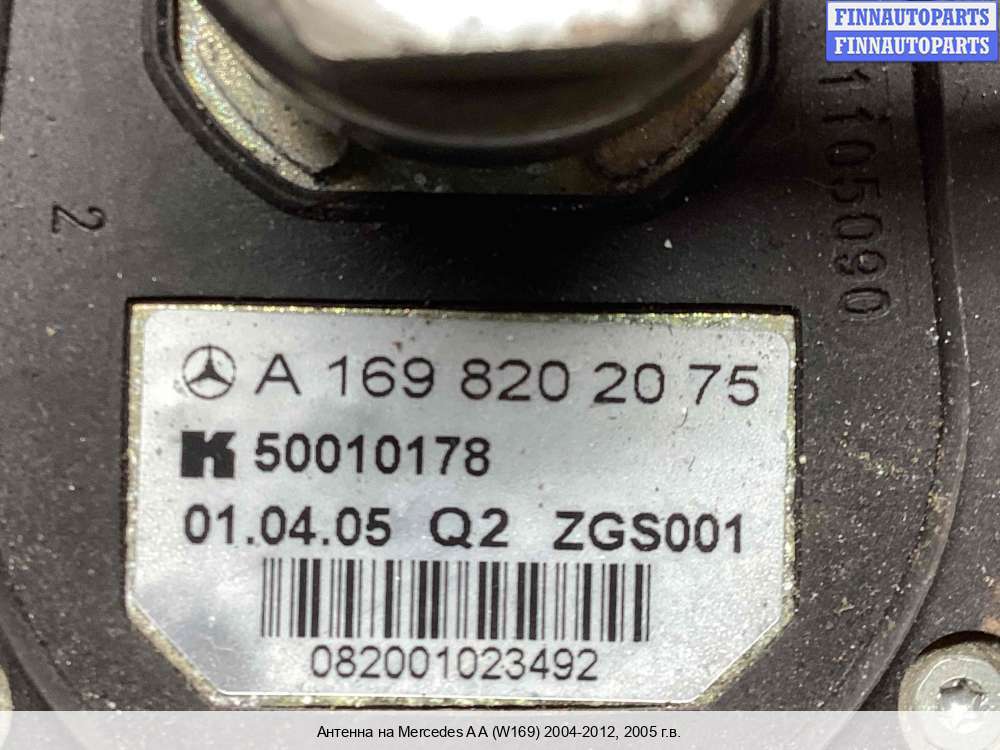 FINNAUTOPARTS
FINNAUTOPARTS
1105090
2
A 169 820 20 75
K 50010178
01.04.05 Q2 ZGS001
082001023492
Антенна на Mercedes A A (W169) 2004-2012, 2005 г.в.